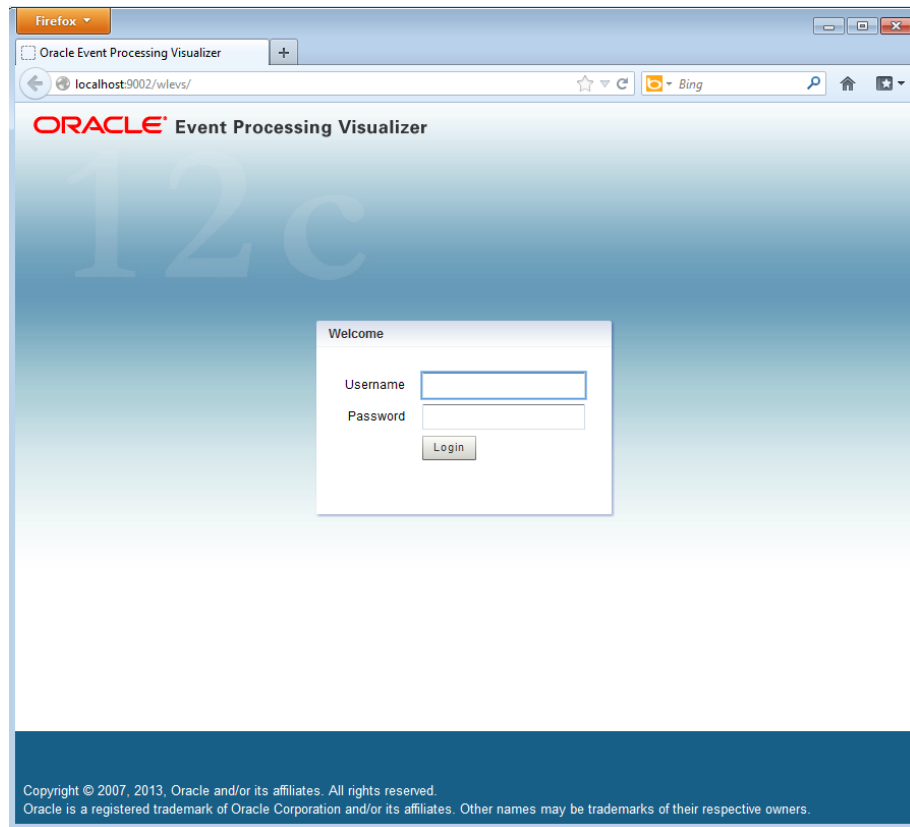 Firefox
Oracle Event Processing Visualizer
localhost:9002/wlevs/
Bing
ORACLE Event Processing Visualizer
12c
Welcome
Username
Password
Login
Copyright © 2007, 2013, Oracle and/or its affiliates. All rights reserved.
Oracle is a registered trademark of Oracle Corporation and/or its affiliates. Other names may be trademarks of their respective owners.